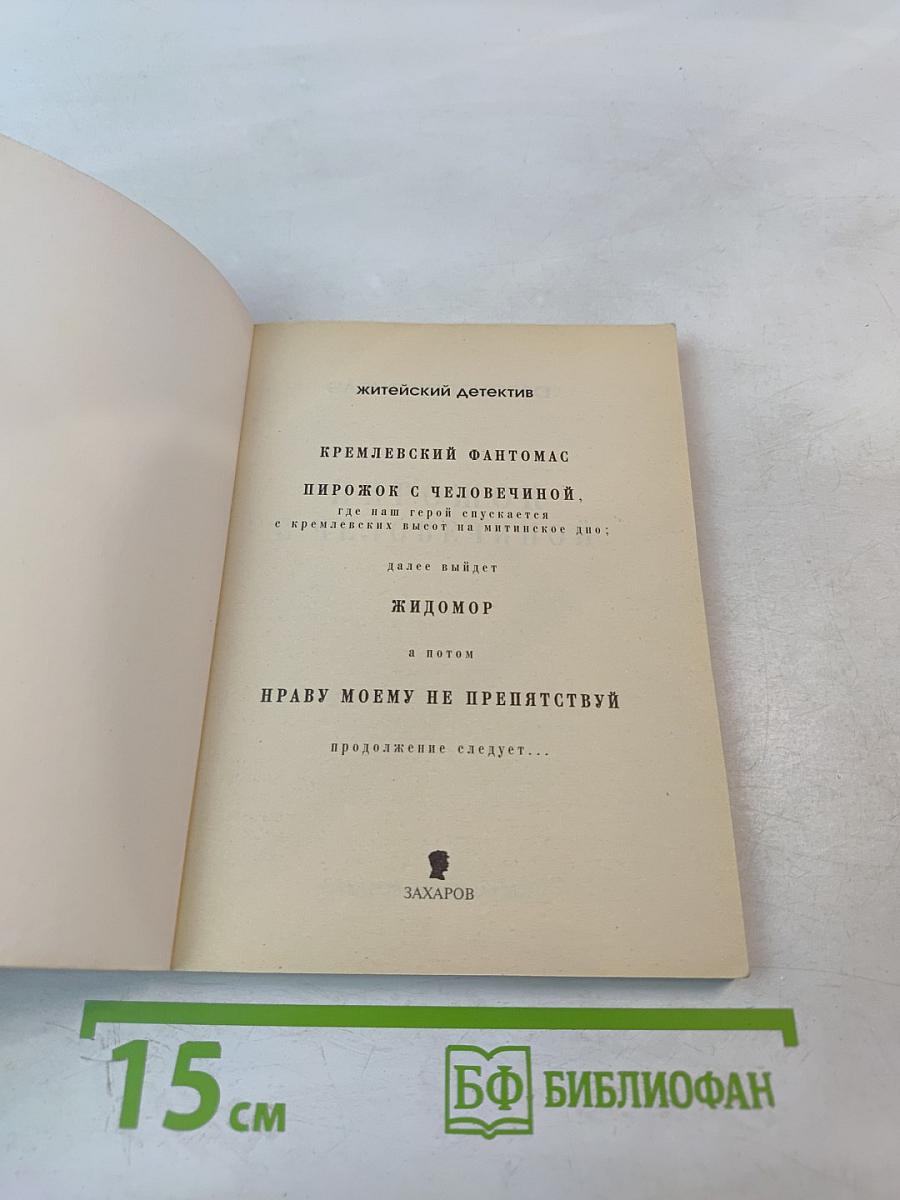 житейский детектив
КРЕМЛЕВСКИЙ ФАНТОМАС
ПИРОЖОК С ЧЕЛОВЕЧИНОЙ,
где наш герой спускается
с кремлевских высот на митинское дно;
далее выйдет
ЖИДОМОР
а потом
НРАВУ МОЕМУ НЕ ПРЕПЯТСТВУЙ
продолжение следует...
ЗАХАРОВ
15 см
БФ БИБЛИОФАН